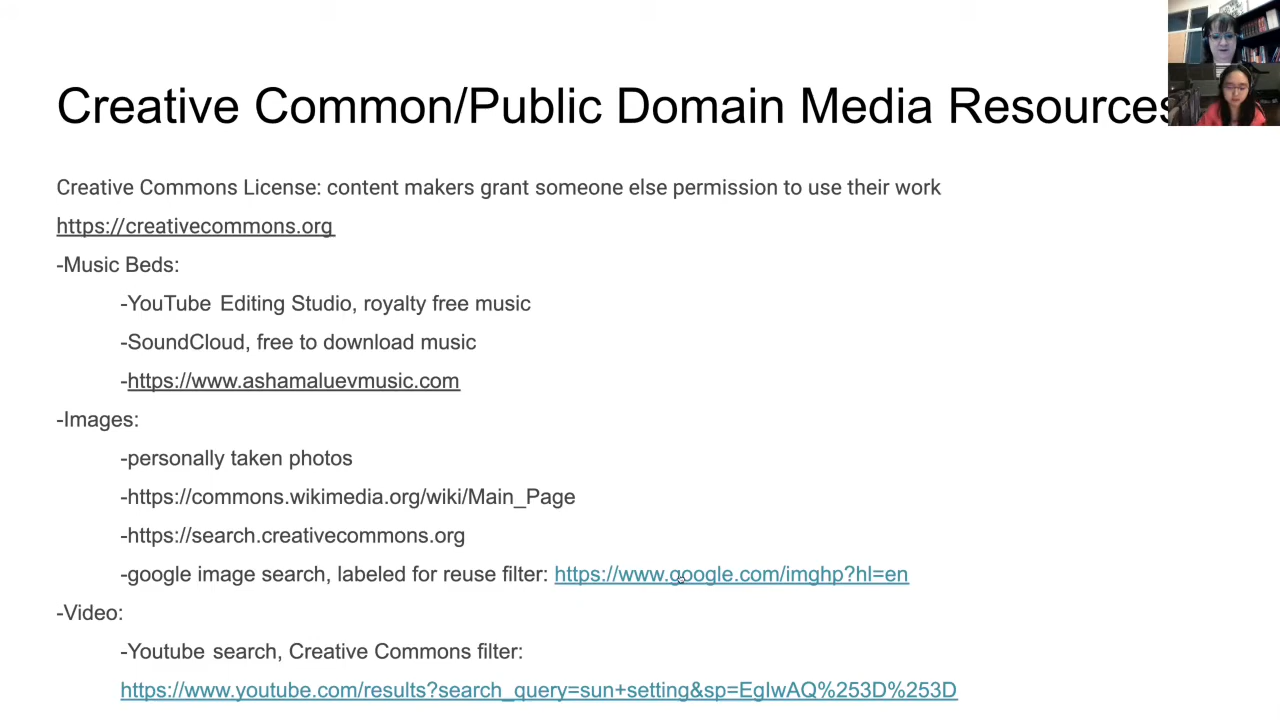 Creative Common/Public Domain Media Resources
Creative Commons License: content makers grant someone else permission to use their work
https://creativecommons.org
-Music Beds:
-YouTube Editing Studio, royalty free music
-SoundCloud, free to download music
-https://www.ashamaluevmusic.com
-Images:
-personally taken photos
-https://commons.wikimedia.org/wiki/Main_Page
-https://search.creativecommons.org
-google image search, labeled for reuse filter: https://www.google.com/imghp?hl=en
-Video:
-Youtube search, Creative Commons filter:
https://www.youtube.com/results?search_query=sun+setting&sp=EgIwAQ%253D%253D